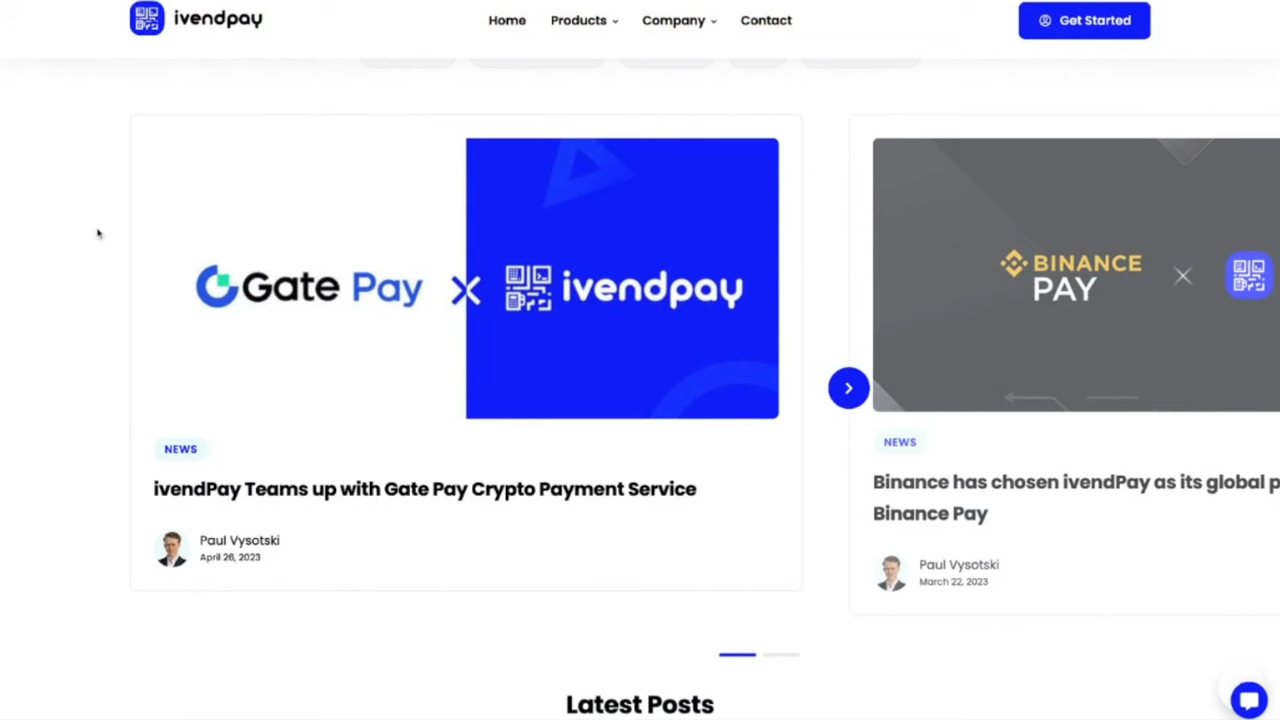 ivendpay
Home
Products
Company
Contact
Get Started
Gate Pay
ivendpay
BINANCE
PAY
NEWS
ivendPay Teams up with Gate Pay Crypto Payment Service
Paul Vysotski
April 26, 2023
NEWS
Binance has chosen ivendPay as its global p
Binance Pay
Paul Vysotski
March 22, 2023
Latest Posts